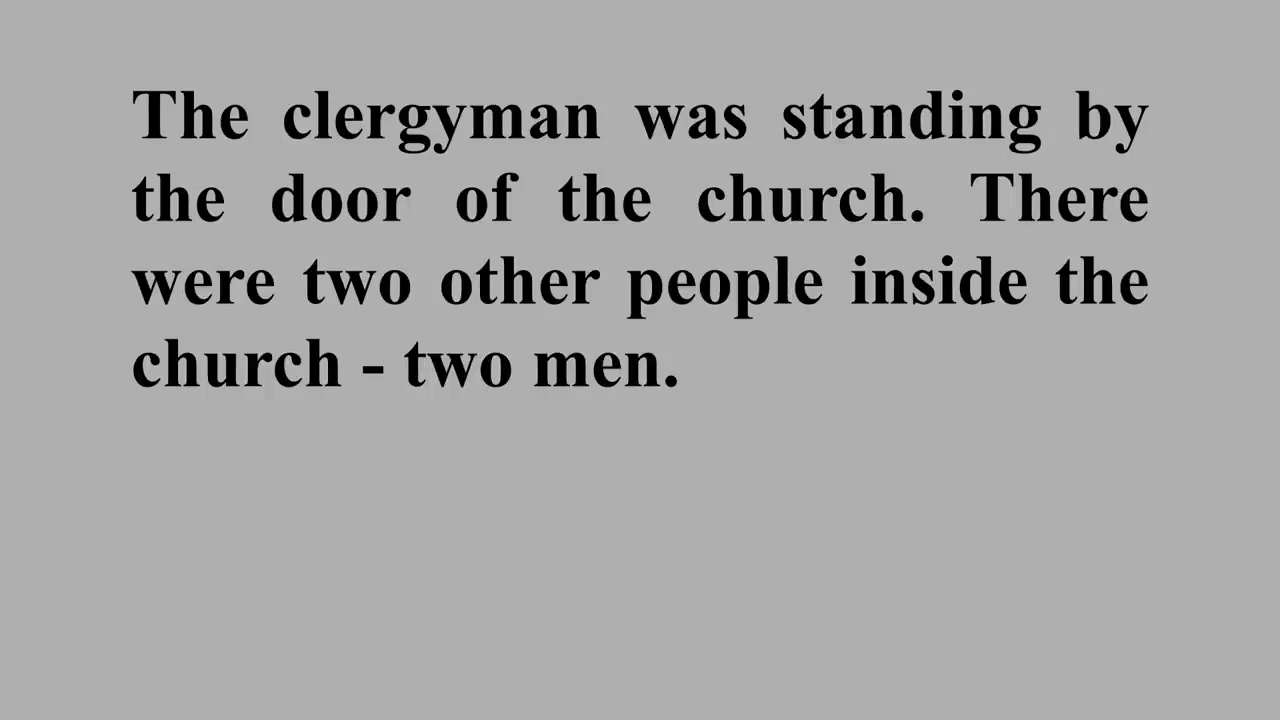 The clergyman was standing by
the door of the church. There
were two other people inside the
church - two men.